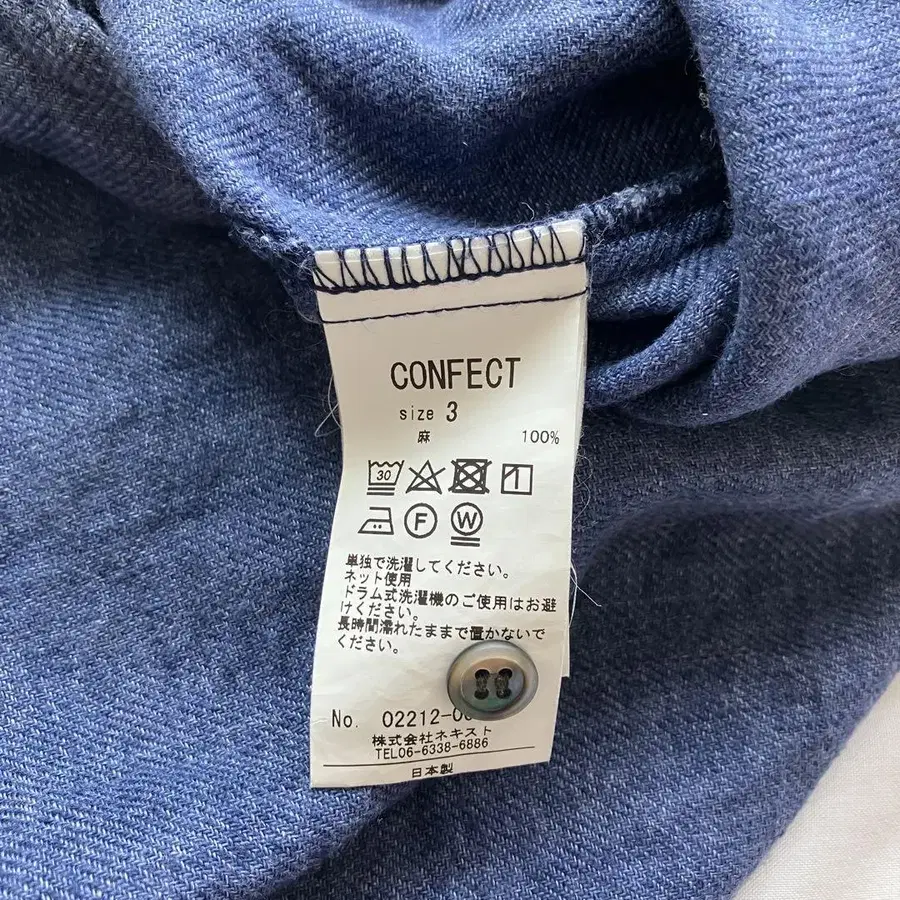 CONFECT
size 3
麻 100%
30
F W
単独で洗濯してください。
ネット使用
ドラム式洗濯機のご使用はお避
けください。
長時間濡れたままで置かないで
ください。
No. 02212-
株式会社ネキスト
TEL06-6338-6886
日本製